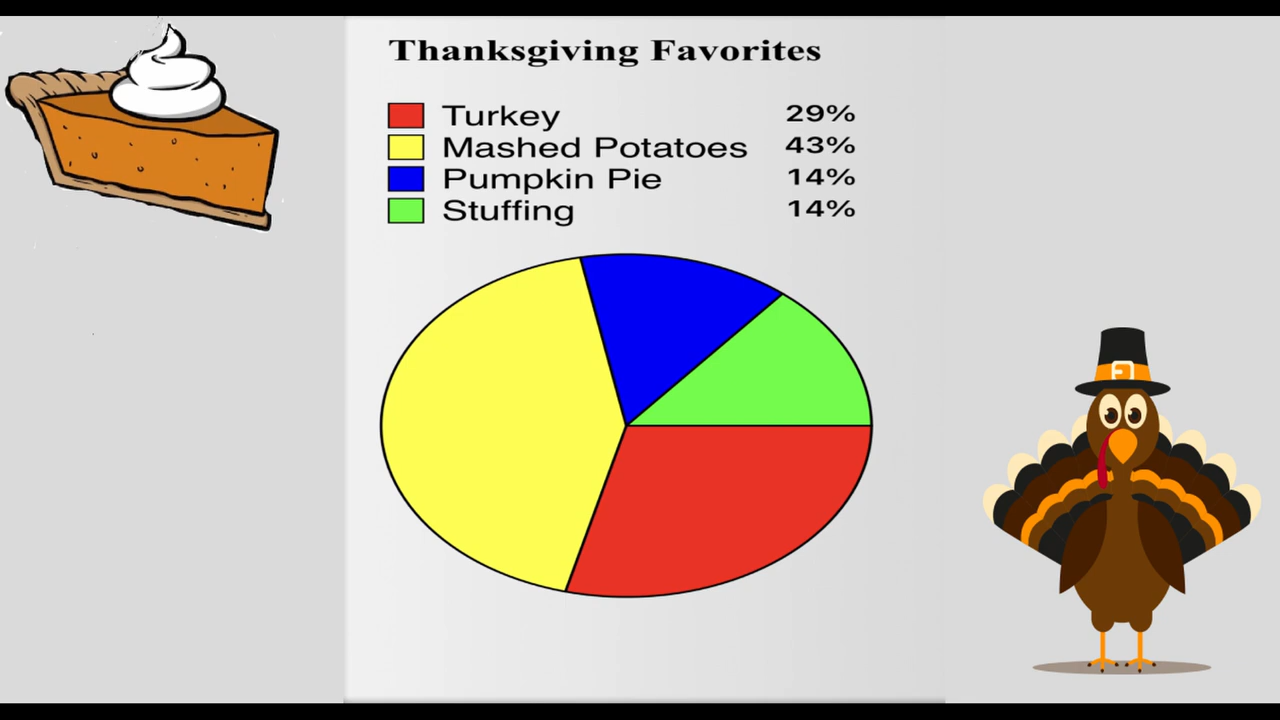 Thanksgiving Favorites
Turkey 29%
Mashed Potatoes 43%
Pumpkin Pie 14%
Stuffing 14%